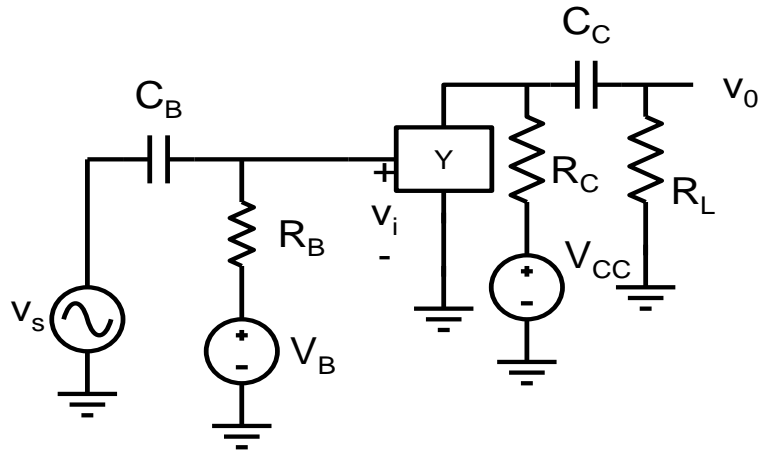 C_C
v_0
C_B
Y
+
R_C
R_L
R_B
v_i
-
V_CC
+
-
v_s
+
-
V_B